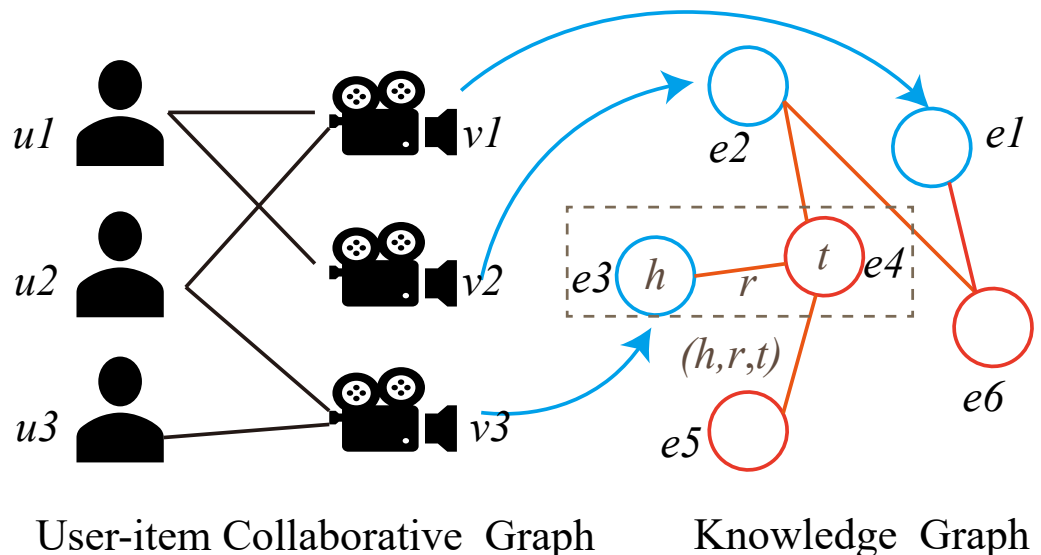 u1
v1
e2
e1
u2
v2
e3
h
r
t
e4
(h,r,t)
u3
v3
e5
e6
User-item Collaborative Graph
Knowledge Graph